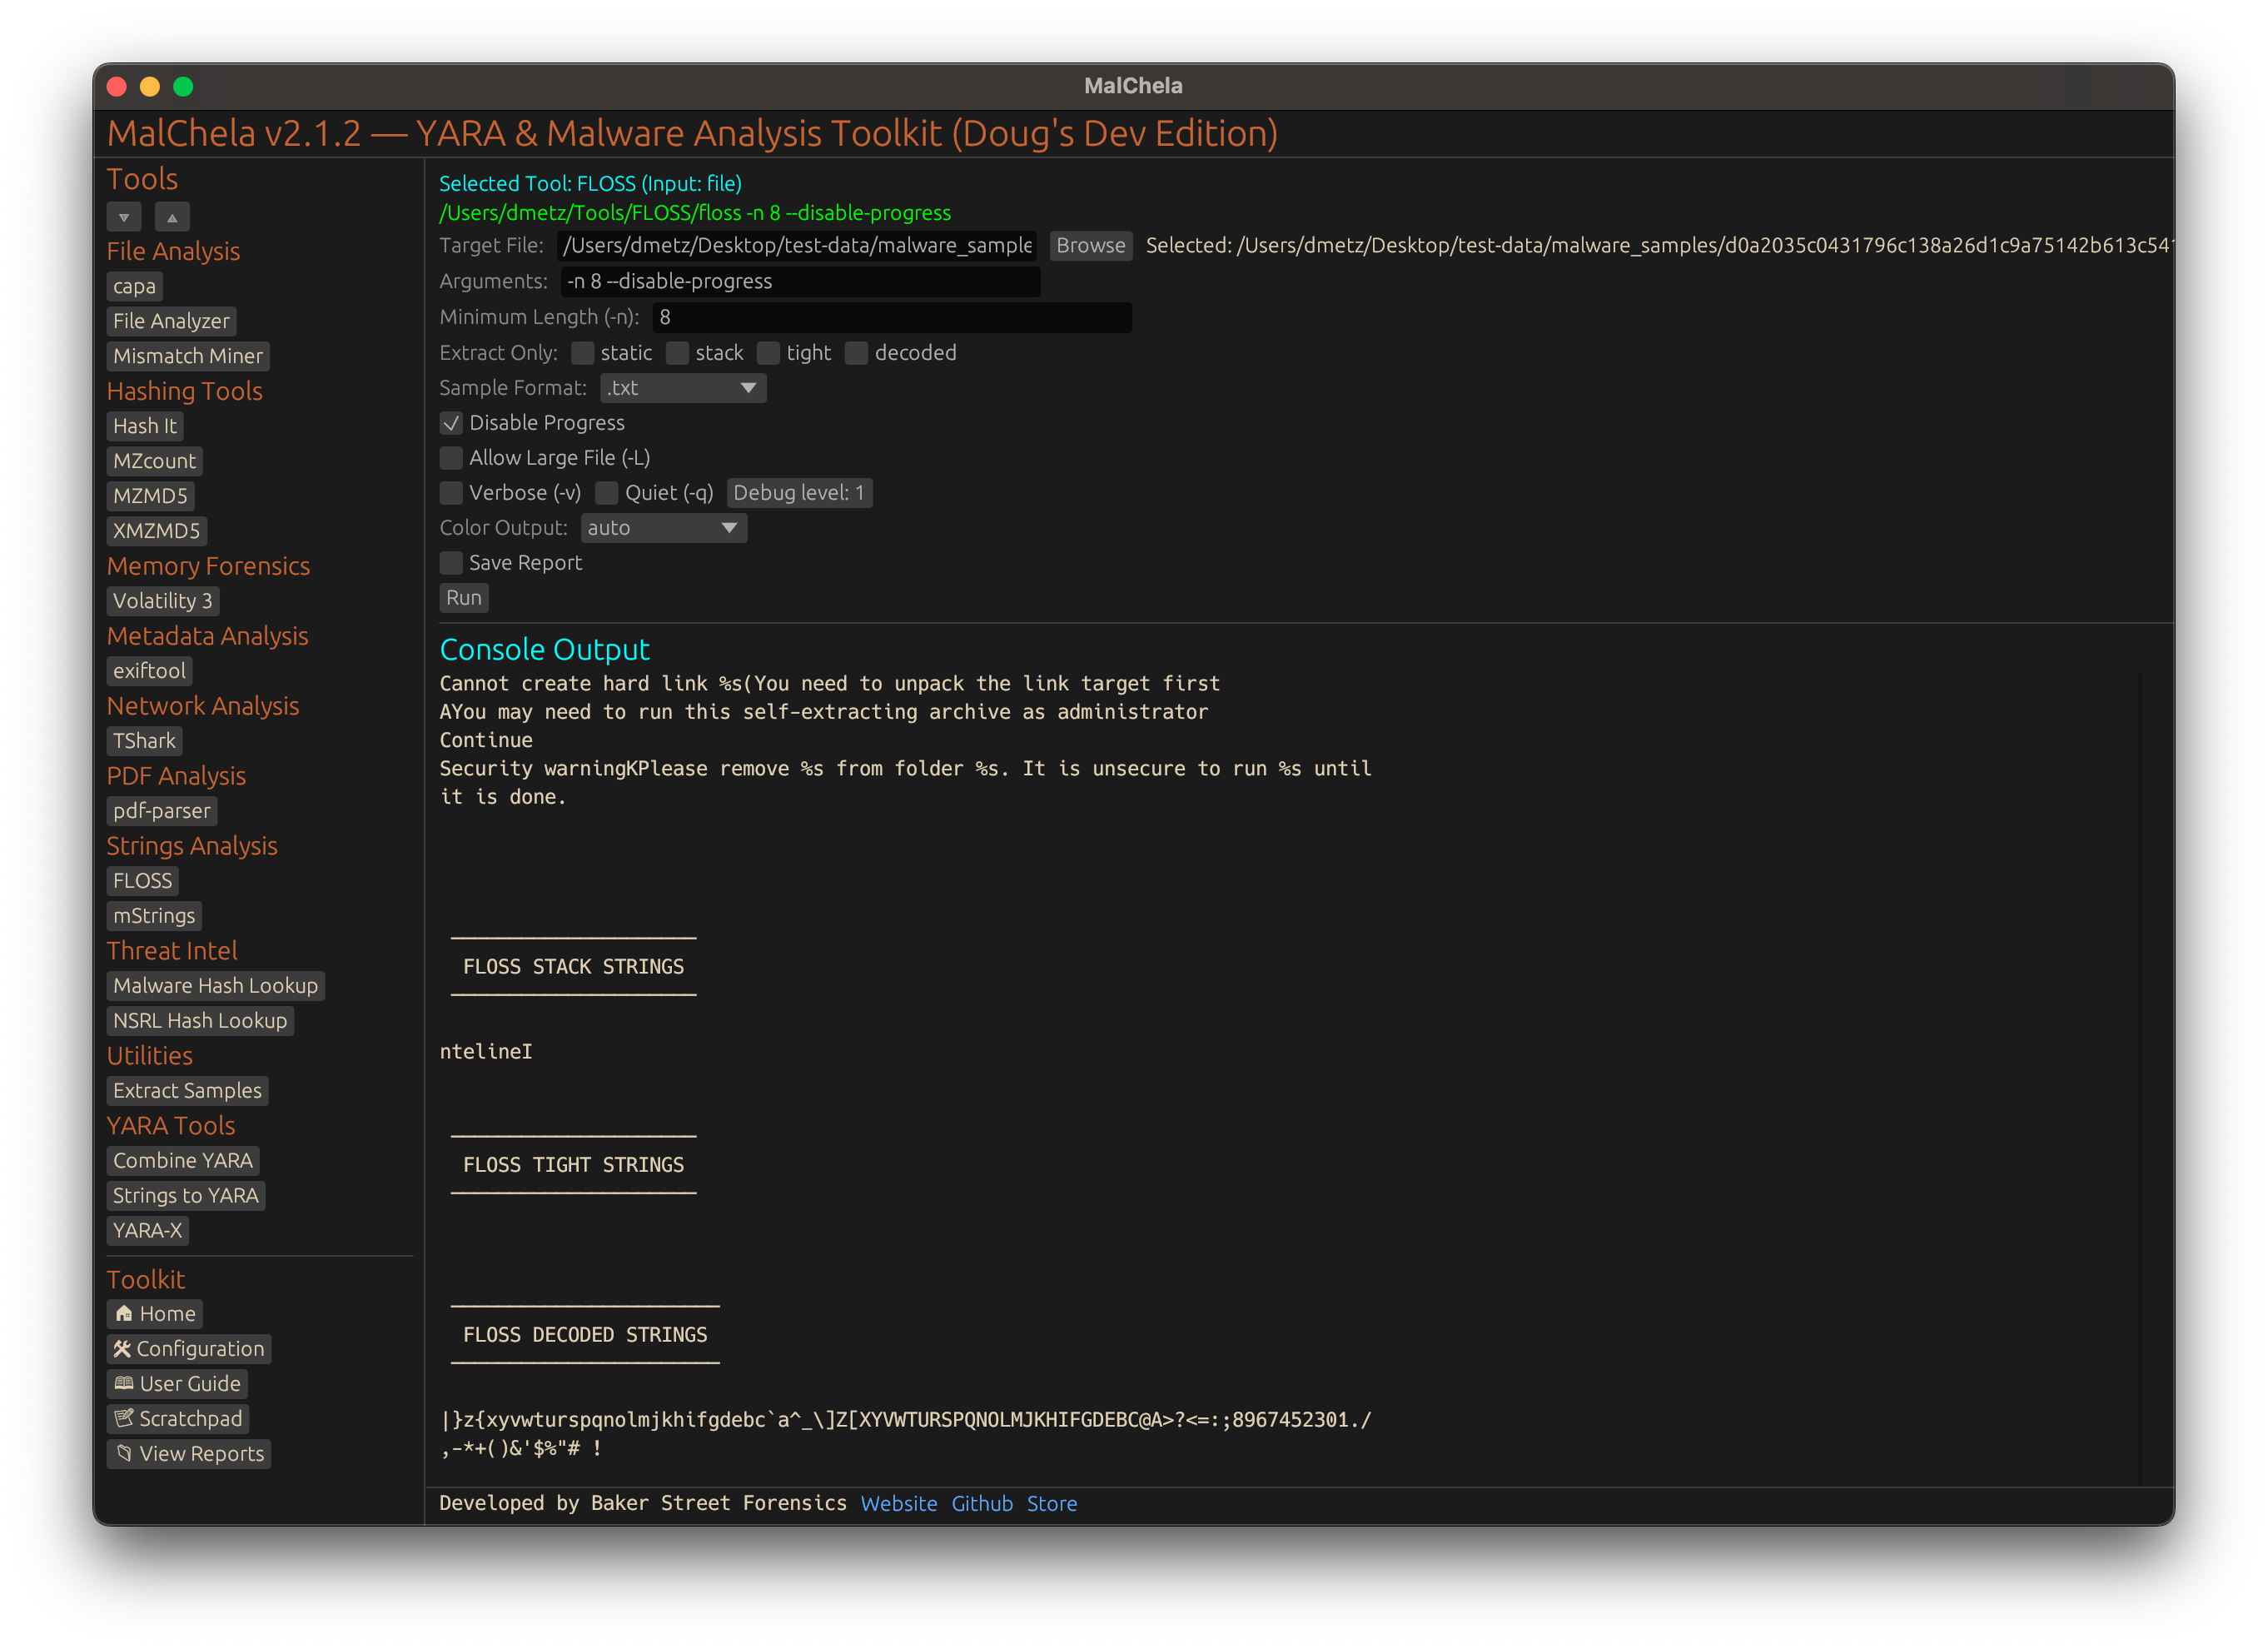 MalChela
MalChela v2.1.2 — YARA & Malware Analysis Toolkit (Doug's Dev Edition)
Tools
File Analysis
capa
File Analyzer
Mismatch Miner
Hashing Tools
Hash It
MZcount
MZMD5
XMZMD5
Memory Forensics
Volatility 3
Metadata Analysis
exiftool
Network Analysis
TShark
PDF Analysis
pdf-parser
Strings Analysis
FLOSS
mStrings
Threat Intel
Malware Hash Lookup
NSRL Hash Lookup
Utilities
Extract Samples
YARA Tools
Combine YARA
Strings to YARA
YARA-X
Toolkit
Home
Configuration
User Guide
Scratchpad
View Reports
Selected Tool: FLOSS (Input: file)
/Users/dmetz/Tools/FLOSS/floss -n 8 --disable-progress
Target File: /Users/dmetz/Desktop/test-data/malware_sample Browse Selected: /Users/dmetz/Desktop/test-data/malware_samples/d0a2035c0431796c138a26d1c9a75142b613c541
Arguments: -n 8 --disable-progress
Minimum Length (-n): 8
Extract Only: static stack tight decoded
Sample Format: .txt
Disable Progress
Allow Large File (-L)
Verbose (-v) Quiet (-q) Debug level: 1
Color Output: auto
Save Report
Run
Console Output
Cannot create hard link %s(You need to unpack the link target first
AYou may need to run this self-extracting archive as administrator
Continue
Security warningKPlease remove %s from folder %s. It is unsecure to run %s until
it is done.
FLOSS STACK STRINGS
ntelineI
FLOSS TIGHT STRINGS
FLOSS DECODED STRINGS
|}z{xyvwturspqnolmjkhifgdebc`a^_\]Z[XYVWTURSPQNOLMJKHIFGDEBC@A>?<=:;8967452301./
,-*+()&'$%"# !
Developed by Baker Street Forensics Website Github Store